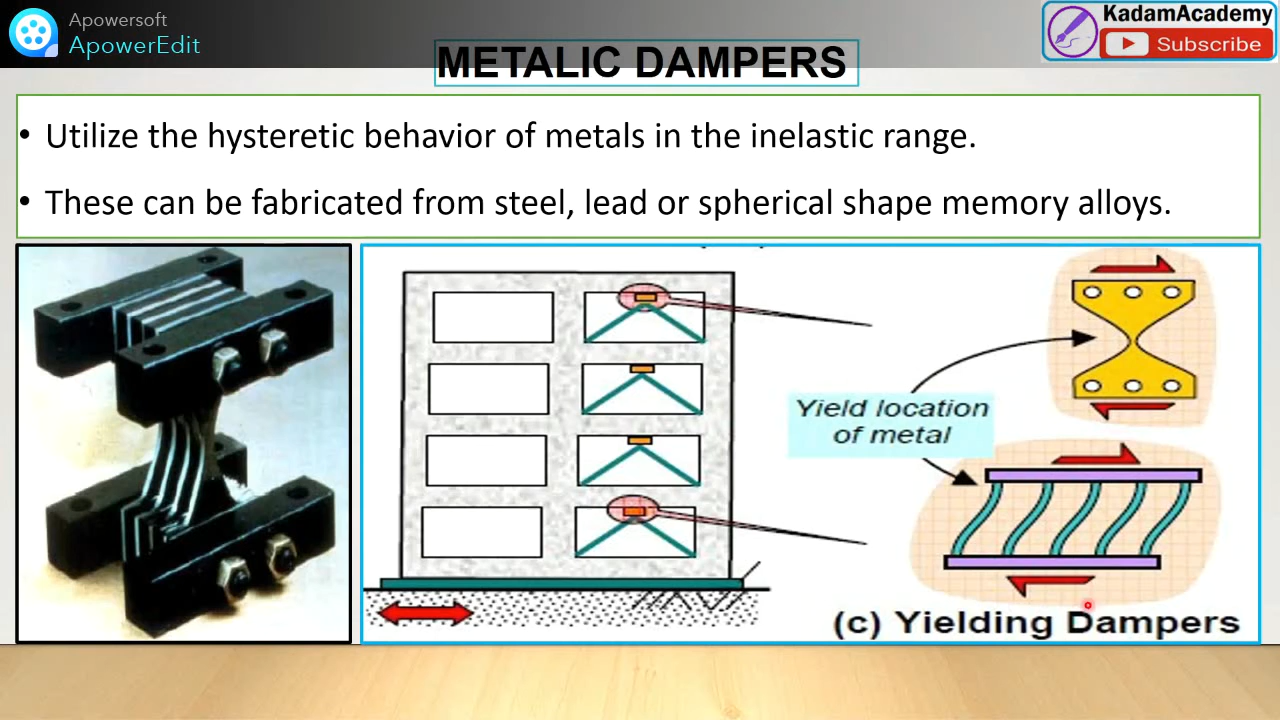 Apowersoft
ApowerEdit
KadamAcademy
Subscribe
METALIC DAMPERS
• Utilize the hysteretic behavior of metals in the inelastic range.
• These can be fabricated from steel, lead or spherical shape memory alloys.
Yield location
of metal
(c) Yielding Dampers